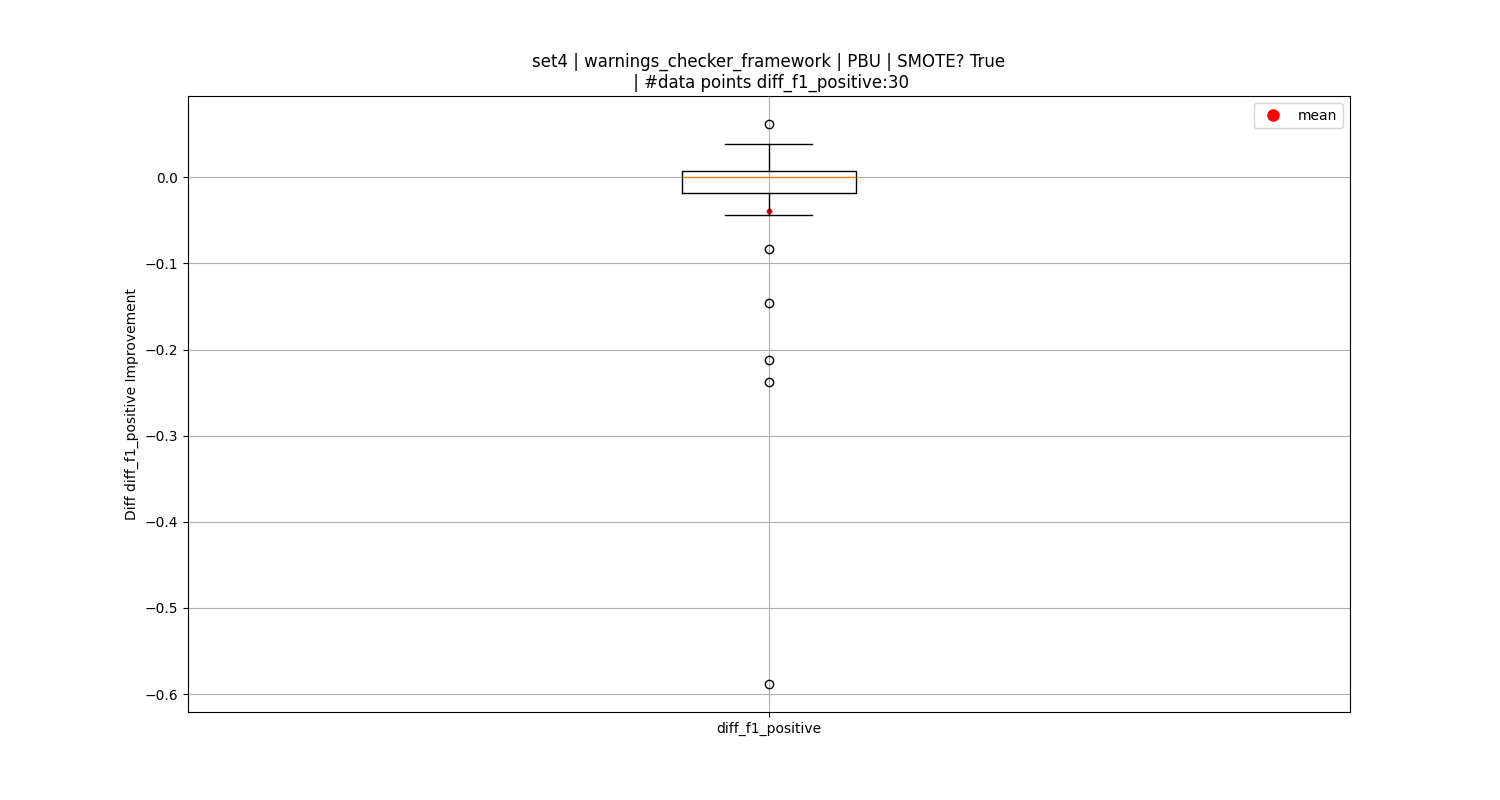 set4 | warnings_checker_framework | PBU | SMOTE? True
| #data points diff_f1_positive:30
mean
0.0
−0.1
−0.2
−0.3
−0.4
−0.5
−0.6
Diff diff_f1_positive Improvement
diff_f1_positive